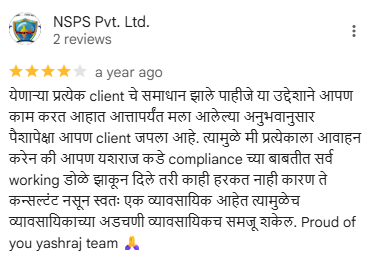 NSPS Pvt. Ltd.
2 reviews
a year ago
येणाऱ्या प्रत्येक client चे समाधान झाले पाहीजे या उद्देशाने आपण
काम करत आहात आत्तापर्यंत मला आलेल्या अनुभवानुसार
पैशापेक्षा आपण client जपला आहे. त्यामुळे मी प्रत्येकाला आवाहन
करेन की आपण यशराज कडे compliance च्या बाबतीत सर्व
working डोळे झाकून दिले तरी काही हरकत नाही कारण ते
कन्सल्टंट नसून स्वतः एक व्यावसायिक आहेत त्यामुळेच
व्यावसायिकाच्या अडचणी व्यावसायिकच समजू शकेल. Proud of
you yashraj team 🙏